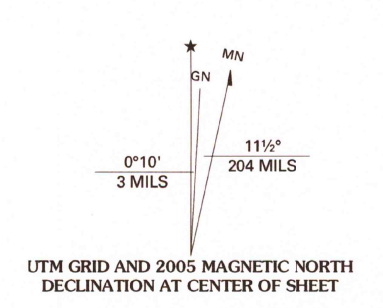 ★
MN
GN
11½°
204 MILS
0°10'
3 MILS
UTM GRID AND 2005 MAGNETIC NORTH
DECLINATION AT CENTER OF SHEET